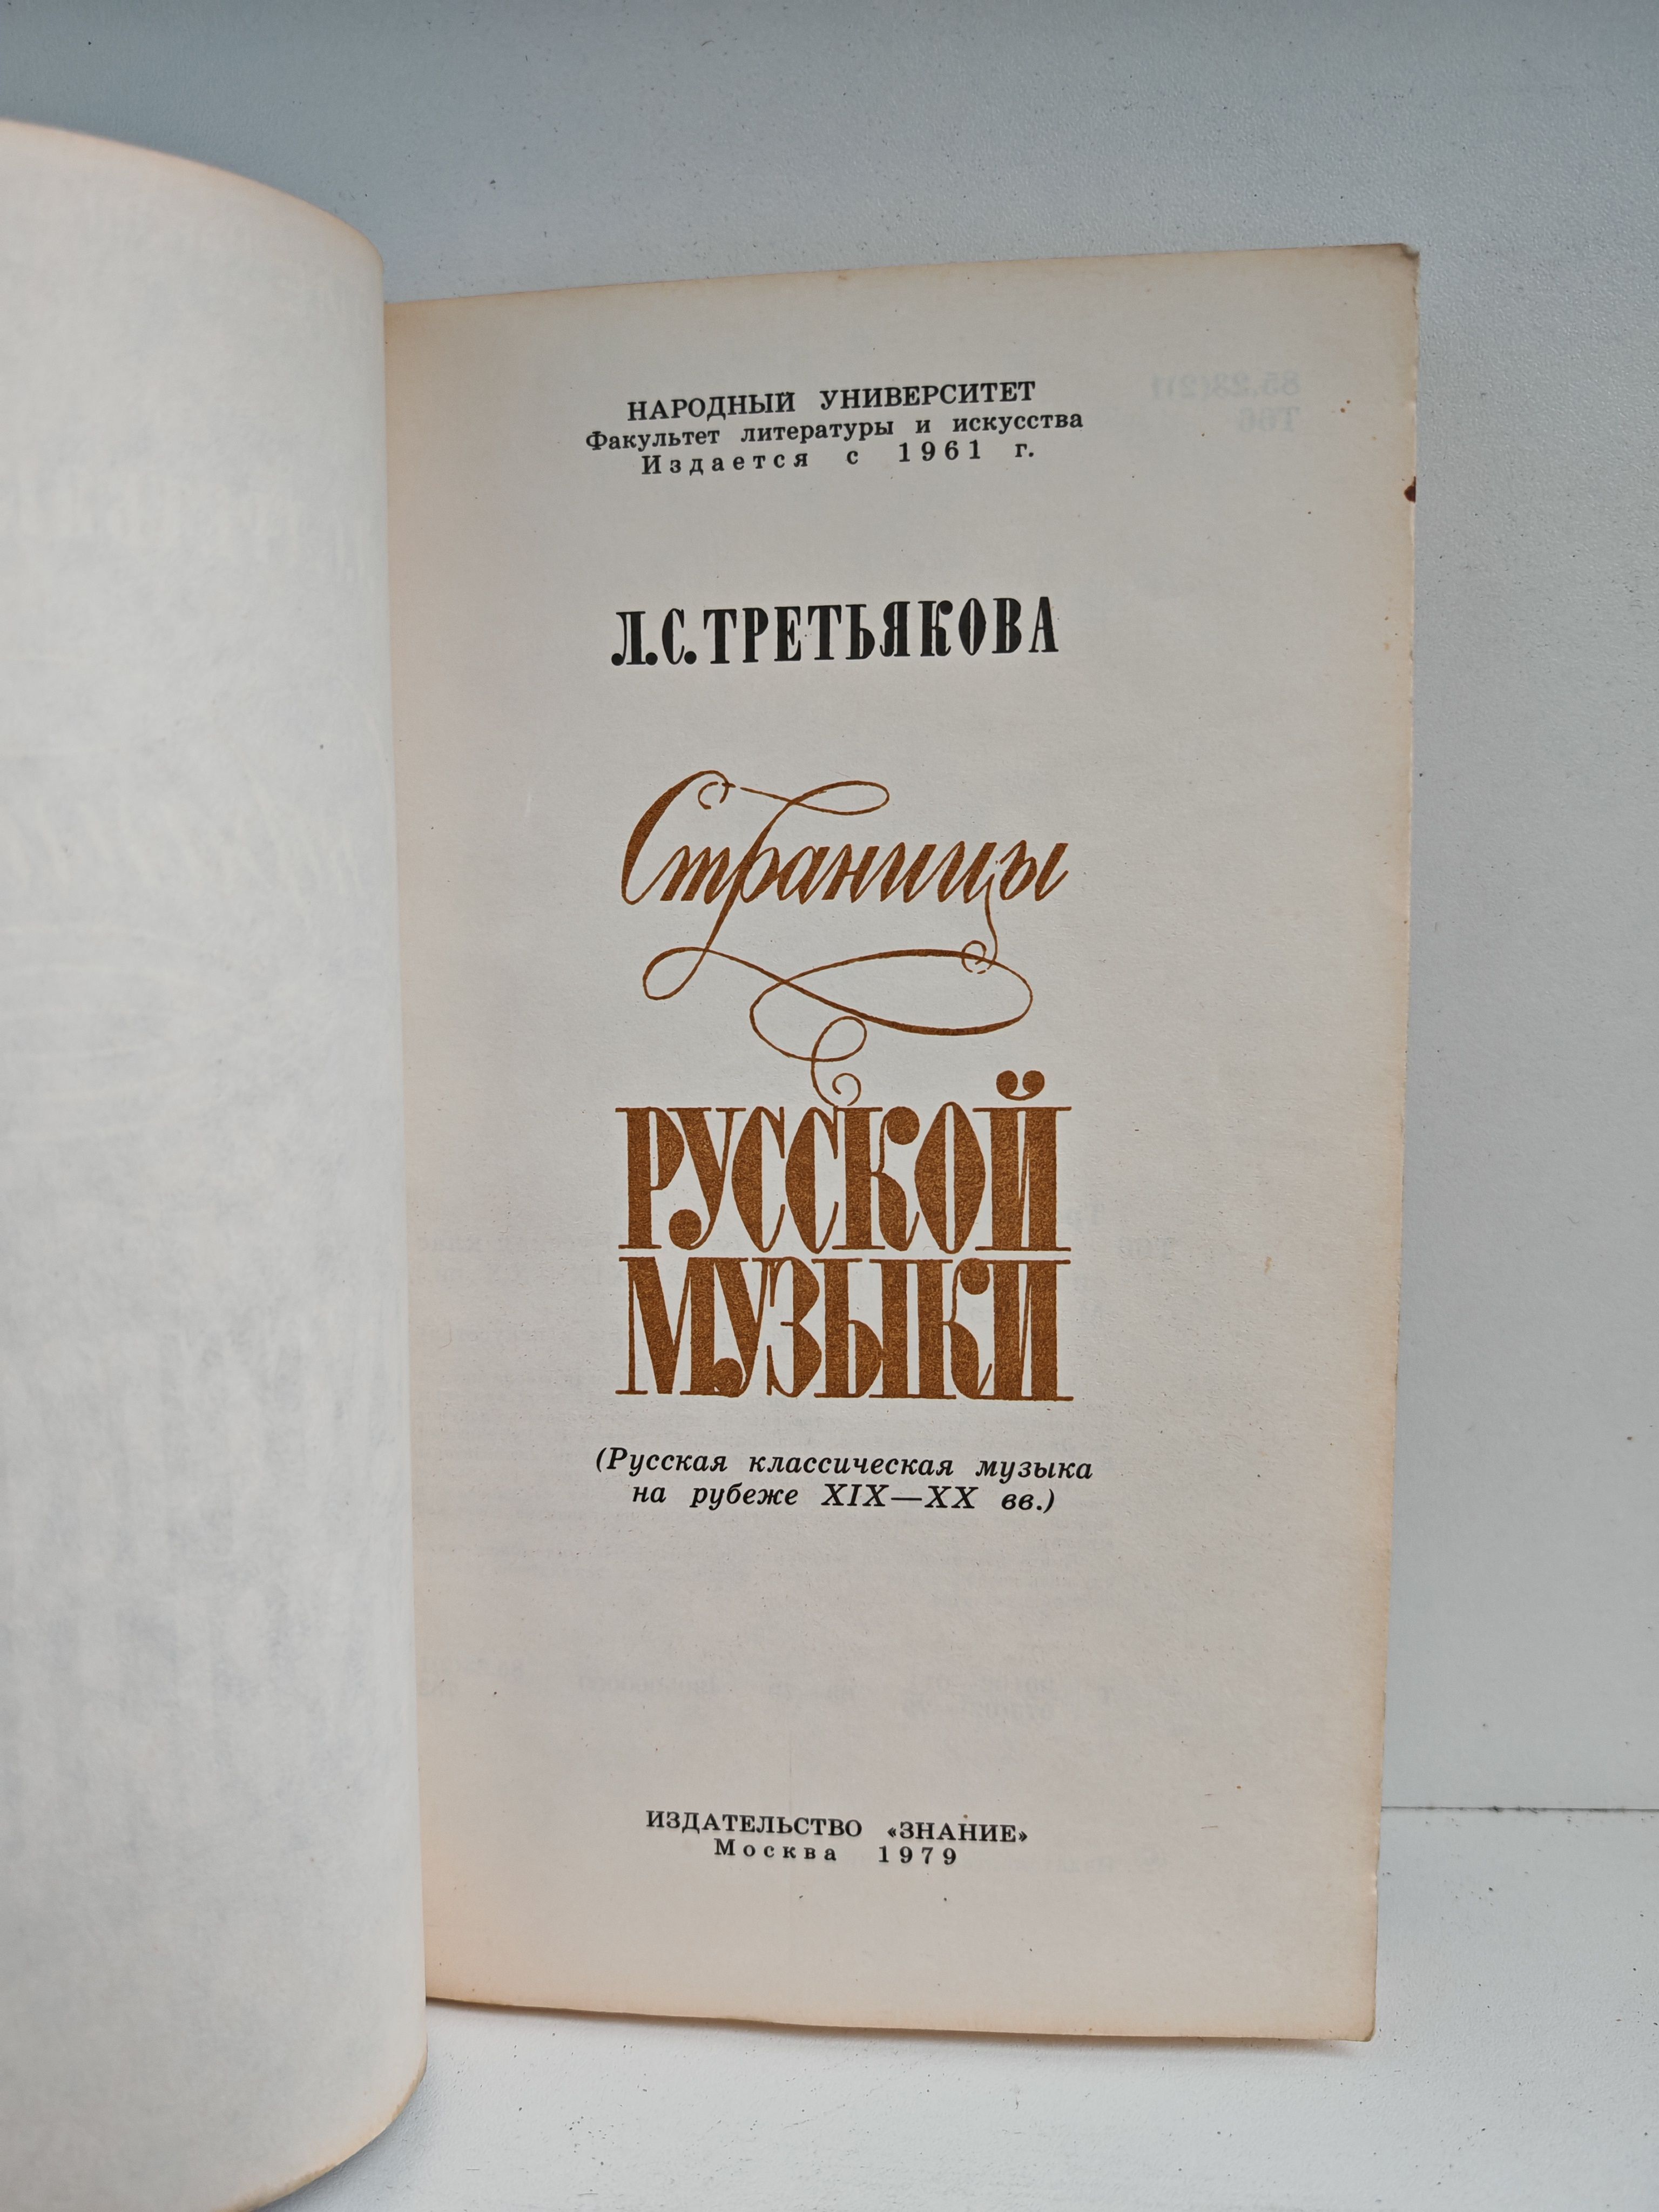 НАРОДНЫЙ УНИВЕРСИТЕТ
Факультет литературы и искусства
Издается с 1961 г.
Л.С.ТРЕТЬЯКОВА
Страницы
РУССКОЙ
МУЗЫКИ
(Русская классическая музыка
на рубеже XIX—XX вв.)
ИЗДАТЕЛЬСТВО «ЗНАНИЕ»
Москва 1979